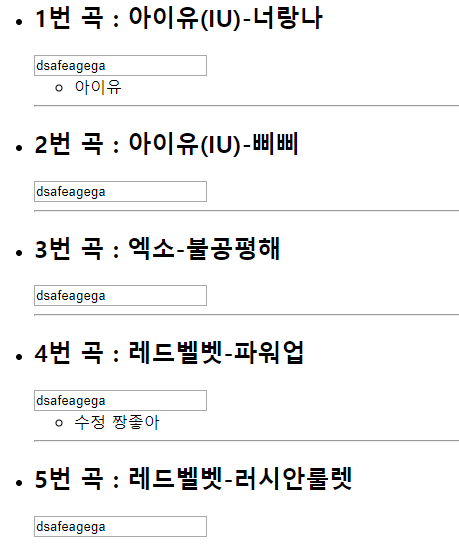 1번 곡 : 아이유(IU)-너랑나
dsafeagega
아이유
2번 곡 : 아이유(IU)-삐삐
dsafeagega
3번 곡 : 엑소-불공평해
dsafeagega
4번 곡 : 레드벨벳-파워업
dsafeagega
수정 짱좋아
5번 곡 : 레드벨벳-러시안룰렛
dsafeagega